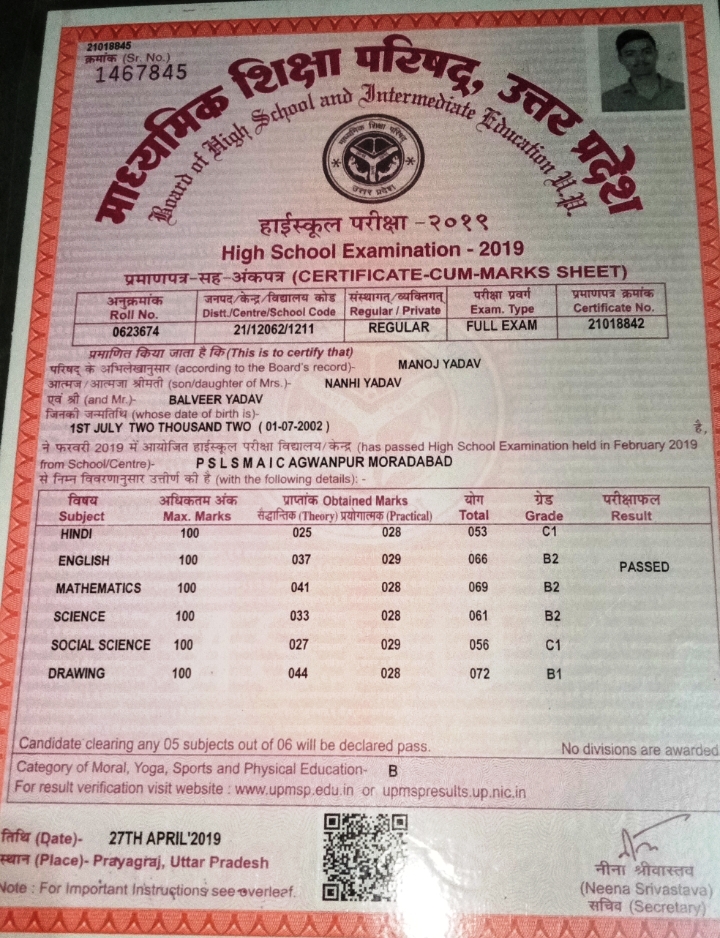 21018845
क्रमांक (Sr. No.)
1467845
माध्यमिक शिक्षा परिषद्, उत्तर प्रदेश
Board of High School and Intermediate Education U.P.
माध्यमिक शिक्षा परिषद्
उत्तर प्रदेश
हाईस्कूल परीक्षा -२०१९
High School Examination - 2019
प्रमाणपत्र-सह-अंकपत्र (CERTIFICATE-CUM-MARKS SHEET)
अनुक्रमांक जनपद/केन्द्र/विद्यालय कोड संस्थागत्/व्यक्तिगत् परीक्षा प्रवर्ग प्रमाणपत्र क्रमांक
Roll No. Distt./Centre/School Code Regular / Private Exam. Type Certificate No.
0623674 21/12062/1211 REGULAR FULL EXAM 21018842
प्रमाणित किया जाता है कि (This is to certify that)
परिषद् के अभिलेखानुसार (according to the Board's record)- MANOJ YADAV
आत्मज/आत्मजा श्रीमती (son/daughter of Mrs.)- NANHI YADAV
एवं श्री (and Mr.)- BALVEER YADAV
जिनकी जन्मतिथि (whose date of birth is)-
1ST JULY TWO THOUSAND TWO ( 01-07-2002 ) है,
ने फरवरी 2019 में आयोजित हाईस्कूल परीक्षा विद्यालय/केन्द्र (has passed High School Examination held in February 2019
from School/Centre)- P S L S M A I C AGWANPUR MORADABAD
से निम्न विवरणानुसार उत्तीर्ण की है (with the following details): -
विषय अधिकतम अंक प्राप्तांक Obtained Marks योग ग्रेड परीक्षाफल
Subject Max. Marks सैद्धान्तिक (Theory) प्रयोगात्मक (Practical) Total Grade Result
HINDI 100 025 028 053 C1
ENGLISH 100 037 029 066 B2 PASSED
MATHEMATICS 100 041 028 069 B2
SCIENCE 100 033 028 061 B2
SOCIAL SCIENCE 100 027 029 056 C1
DRAWING 100 044 028 072 B1
Candidate clearing any 05 subjects out of 06 will be declared pass. No divisions are awarded
Category of Moral, Yoga, Sports and Physical Education- B
For result verification visit website : www.upmsp.edu.in or upmspresults.up.nic.in
तिथि (Date)- 27TH APRIL'2019
स्थान (Place)- Prayagraj, Uttar Pradesh
Note : For Important Instructions see overleaf.
नीना श्रीवास्तव
(Neena Srivastava)
सचिव (Secretary)